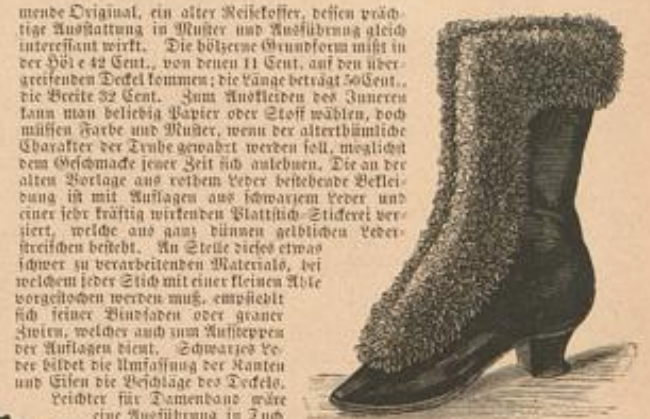 mende Original, ein alter Reisekoffer, dessen präch-
tige Ausstattung in Muster und Ausführung gleich
interessant wirkt. Die hölzerne Grundform mißt in
der Höhe 42 Cent., von denen 11 Cent. auf den über-
greifenden Deckel kommen; die Länge beträgt 50 Cent.,
die Breite 32 Cent. Zum Auskleiden des Inneren
kann man beliebig Papier oder Stoff wählen, doch
müssen Farbe und Muster, wenn der alterthümliche
Charakter der Truhe gewahrt werden soll, möglichst
dem Geschmacke jener Zeit sich anlehnen. Die an der
alten Vorlage aus rothem Leder bestehende Beklei-
dung ist mit Auflagen aus schwarzem Leder und
einer sehr kräftig wirkenden Plattstich-Stickerei ver-
ziert, welche aus ganz dünnen gelblichen Leder-
streifchen besteht. An Stelle dieses etwas
schwer zu verarbeitenden Materials, bei
welchem jeder Stich mit einer kleinen Ahle
vorgestochen werden muß, empfiehlt
sich feiner Bindfaden oder grauer
Zwirn, welcher auch zum Aufsteppen
der Auflagen dient. Schwarzes Le-
der bildet die Umfassung der Kanten
und Eisen die Beschläge des Deckels.
Leichter für Damenhand wäre
eine Ausführung in Tuch